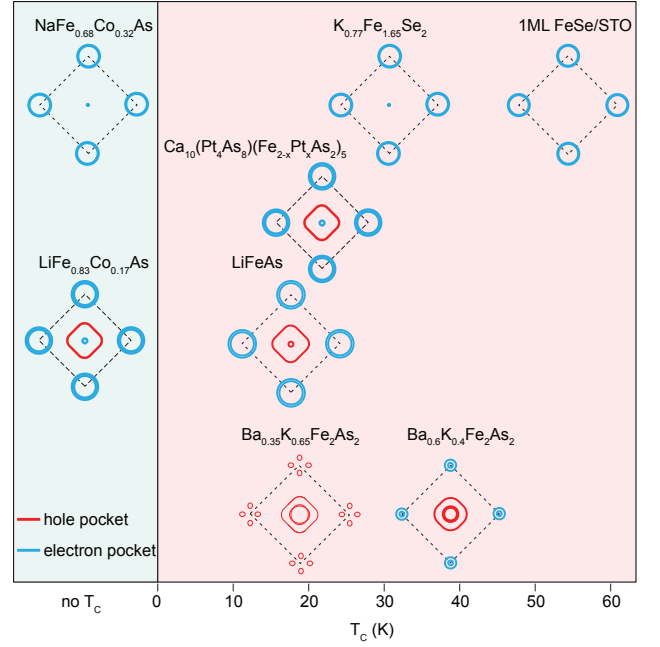 NaFe0.68Co0.32As K0.77Fe1.65Se2 1ML FeSe/STO
Ca10(Pt4As8)(Fe2-xPtxAs2)5
LiFe0.83Co0.17As LiFeAs
Ba0.35K0.65Fe2As2 Ba0.6K0.4Fe2As2
hole pocket
electron pocket
no TC 0 10 20 30 40 50 60
TC (K)